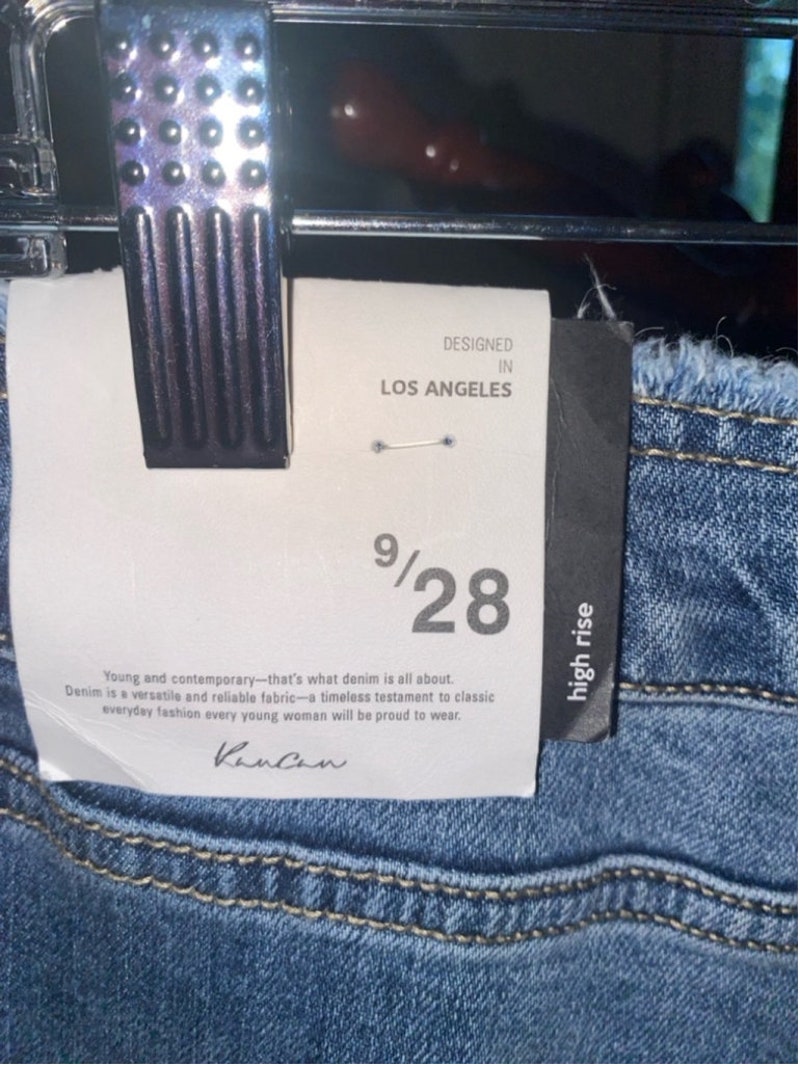 DESIGNED
IN
LOS ANGELES
9/28
high rise
Young and contemporary—that's what denim is all about.
Denim is a versatile and reliable fabric—a timeless testament to classic
everyday fashion every young woman will be proud to wear.
KanCan